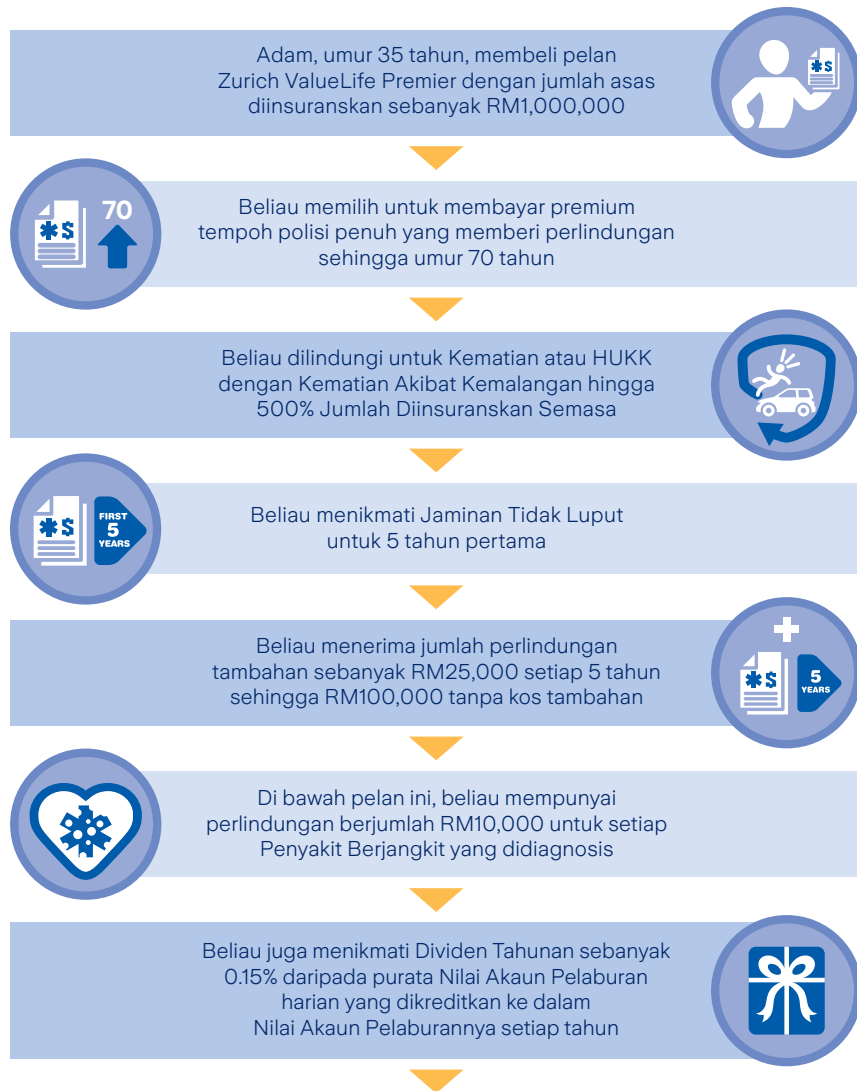 Adam, umur 35 tahun, membeli pelan
Zurich ValueLife Premier dengan jumlah asas
diinsuranskan sebanyak RM1,000,000
*$
70
*$
Beliau memilih untuk membayar premium
tempoh polisi penuh yang memberi perlindungan
sehingga umur 70 tahun
Beliau dilindungi untuk Kematian atau HUKK
dengan Kematian Akibat Kemalangan hingga
500% Jumlah Diinsuranskan Semasa
*$
FIRST
5
YEARS
Beliau menikmati Jaminan Tidak Luput
untuk 5 tahun pertama
Beliau menerima jumlah perlindungan
tambahan sebanyak RM25,000 setiap 5 tahun
sehingga RM100,000 tanpa kos tambahan
+
*$
5
YEARS
Di bawah pelan ini, beliau mempunyai
perlindungan berjumlah RM10,000 untuk setiap
Penyakit Berjangkit yang didiagnosis
Beliau juga menikmati Dividen Tahunan sebanyak
0.15% daripada purata Nilai Akaun Pelaburan
harian yang dikreditkan ke dalam
Nilai Akaun Pelaburannya setiap tahun